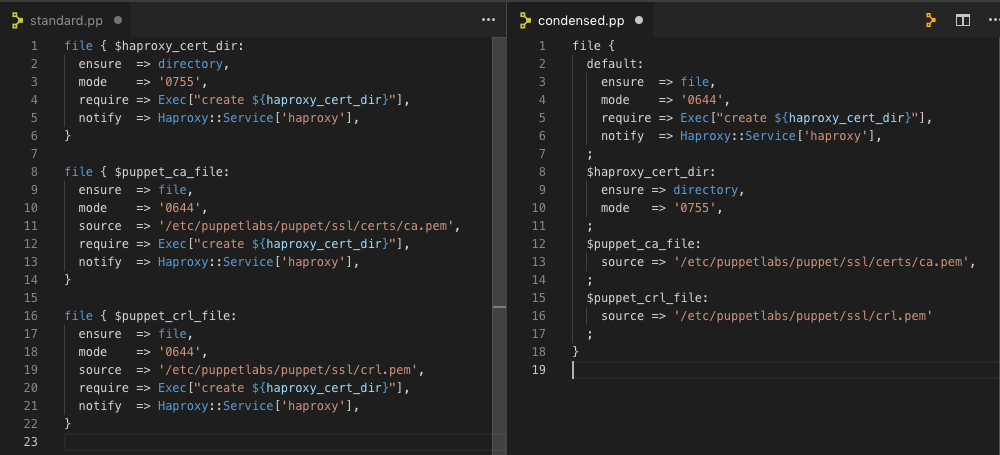 standard.pp
1 file { $haproxy_cert_dir:
2   ensure  => directory,
3   mode    => '0755',
4   require => Exec["create ${haproxy_cert_dir}"],
5   notify  => Haproxy::Service['haproxy'],
6 }
7
8 file { $puppet_ca_file:
9   ensure  => file,
10   mode    => '0644',
11   source  => '/etc/puppetlabs/puppet/ssl/certs/ca.pem',
12   require => Exec["create ${haproxy_cert_dir}"],
13   notify  => Haproxy::Service['haproxy'],
14 }
15
16 file { $puppet_crl_file:
17   ensure  => file,
18   mode    => '0644',
19   source  => '/etc/puppetlabs/puppet/ssl/crl.pem',
20   require => Exec["create ${haproxy_cert_dir}"],
21   notify  => Haproxy::Service['haproxy'],
22 }
23
condensed.pp
1 file {
2   default:
3     ensure  => file,
4     mode    => '0644',
5     require => Exec["create ${haproxy_cert_dir}"],
6     notify  => Haproxy::Service['haproxy'],
7   ;
8   $haproxy_cert_dir:
9     ensure => directory,
10     mode   => '0755',
11   ;
12   $puppet_ca_file:
13     source => '/etc/puppetlabs/puppet/ssl/certs/ca.pem',
14   ;
15   $puppet_crl_file:
16     source => '/etc/puppetlabs/puppet/ssl/crl.pem'
17   ;
18 }
19